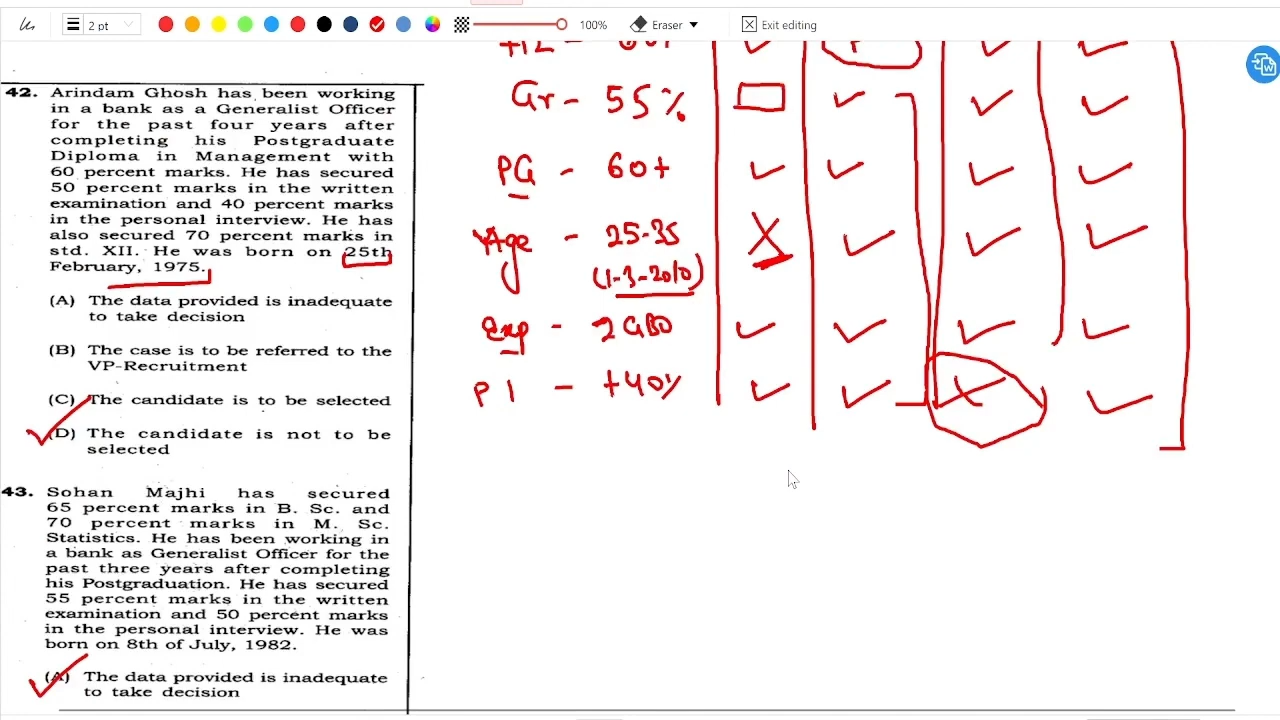 2 pt
100%
Eraser
Exit editing
42. Arindam Ghosh has been working
in a bank as a Generalist Officer
for the past four years after
completing his Postgraduate
Diploma in Management with
60 percent marks. He has secured
50 percent marks in the written
examination and 40 percent marks
in the personal interview. He has
also secured 70 percent marks in
std. XII. He was born on 25th
February, 1975.
(A) The data provided is inadequate
to take decision
(B) The case is to be referred to the
VP-Recruitment
(C) The candidate is to be selected
(D) The candidate is not to be
selected
43. Sohan Majhi has secured
65 percent marks in B. Sc. and
70 percent marks in M. Sc.
Statistics. He has been working in
a bank as Generalist Officer for the
past three years after completing
his Postgraduation. He has secured
55 percent marks in the written
examination and 50 percent marks
in the personal interview. He was
born on 8th of July, 1982.
(A) The data provided is inadequate
to take decision
Gr - 55%
PG - 60+
Age - 25-35
(1-3-2010)
Exp - 2 GBO
PI - +40%